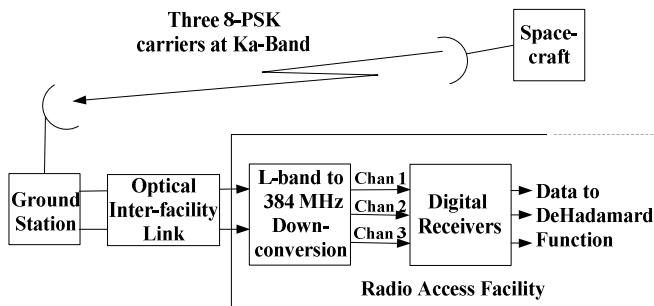 Three 8-PSK
carriers at Ka-Band
Space-
craft
Ground
Station
Optical
Inter-facility
Link
L-band to
384 MHz
Down-
conversion
Chan 1
Chan 2
Chan 3
Digital
Receivers
Data to
DeHadamard
Function
Radio Access Facility